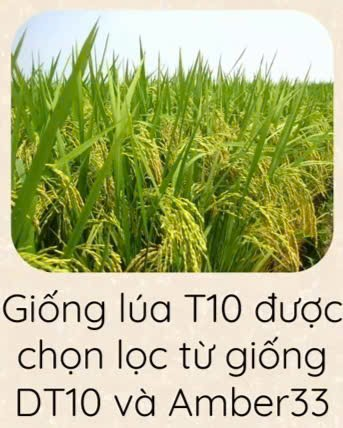 Giống lúa T10 được
chọn lọc từ giống
DT10 và Amber33